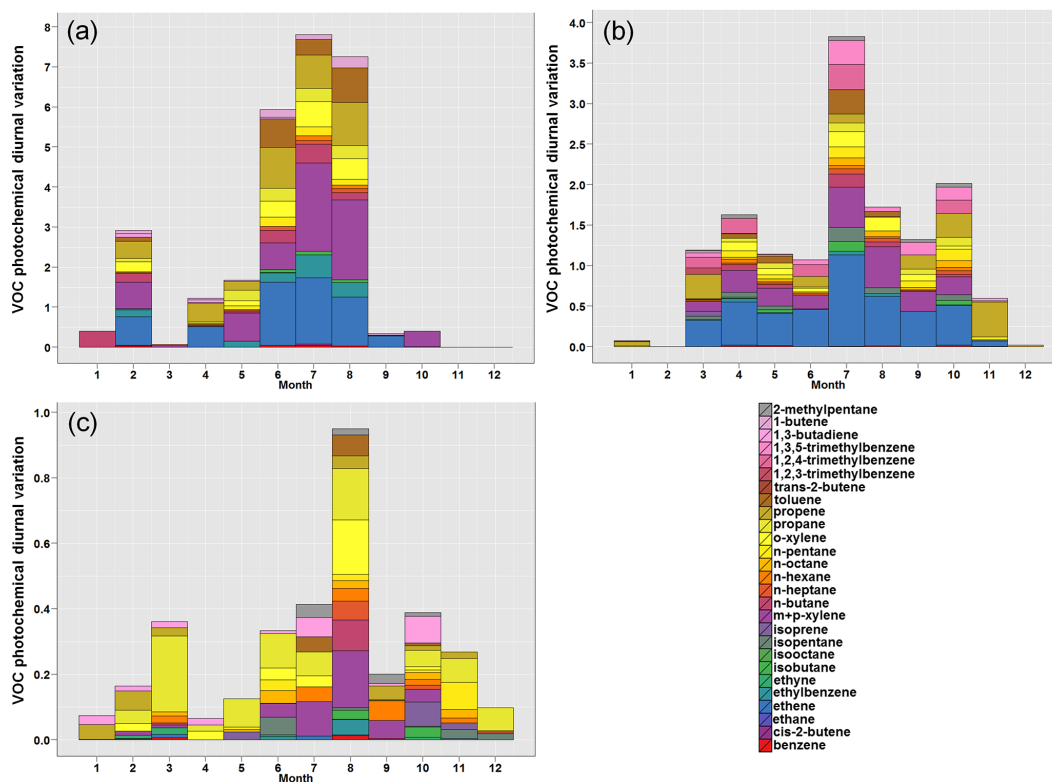 (a)
VOC photochemical diurnal variation
8
7
6
5
4
3
2
1
0
1 2 3 4 5 6 7 8 9 10 11 12
Month
(b)
VOC photochemical diurnal variation
4.0
3.5
3.0
2.5
2.0
1.5
1.0
0.5
0.0
1 2 3 4 5 6 7 8 9 10 11 12
Month
(c)
VOC photochemical diurnal variation
1.0
0.8
0.6
0.4
0.2
0.0
1 2 3 4 5 6 7 8 9 10 11 12
Month
2-methylpentane
1-butene
1,3-butadiene
1,3,5-trimethylbenzene
1,2,4-trimethylbenzene
1,2,3-trimethylbenzene
trans-2-butene
toluene
propene
propane
o-xylene
n-pentane
n-octane
n-hexane
n-heptane
n-butane
m+p-xylene
isoprene
isopentane
isooctane
isobutane
ethyne
ethylbenzene
ethene
ethane
cis-2-butene
benzene